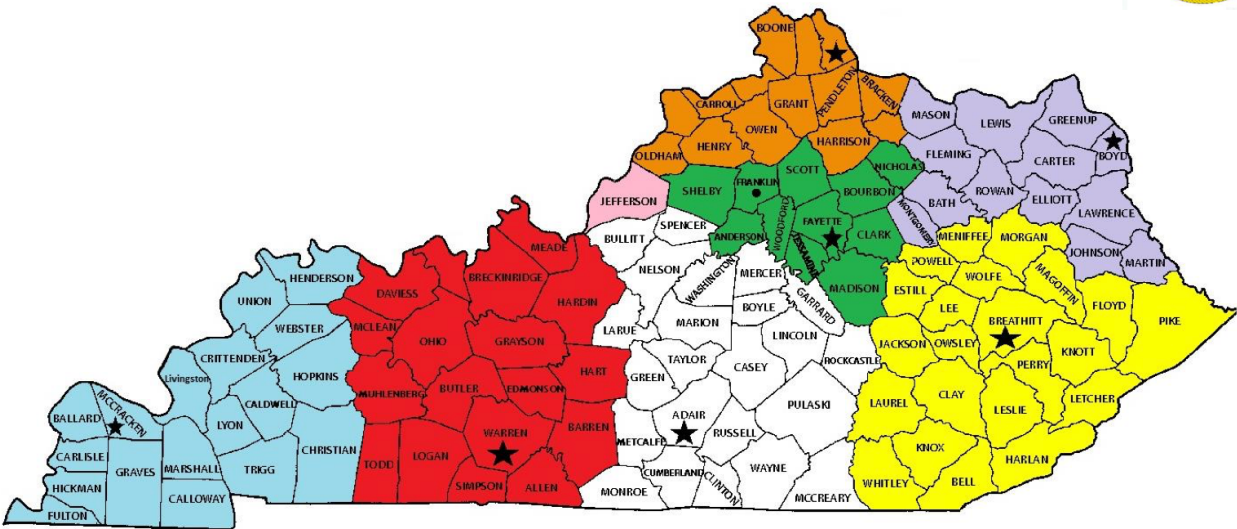 BOONE
CARROLL
GRANT
PENDLETON
BRACKEN
OWEN
HENRY
HARRISON
OLDHAM
MASON
LEWIS
GREENUP
FLEMING
CARTER
BOYD
ROWAN
BATH
ELLIOTT
LAWRENCE
MONTGOMERY
JOHNSON
MARTIN
SCOTT
NICHOLAS
SHELBY
FRANKLIN
BOURBON
WOODFORD
FAYETTE
ANDERSON
JESSAMINE
CLARK
MADISON
JEFFERSON
SPENCER
BULLITT
NELSON
WASHINGTON
MERCER
GARRARD
BOYLE
LARUE
MARION
LINCOLN
TAYLOR
ROCKCASTLE
GREEN
CASEY
PULASKI
ADAIR
METCALFE
RUSSELL
CUMBERLAND
CLINTON
WAYNE
MONROE
MCCREARY
MENIFFEE
MORGAN
POWELL
WOLFE
MAGOFFIN
ESTILL
LEE
FLOYD
PIKE
BREATHITT
JACKSON
OWSLEY
KNOTT
PERRY
LETCHER
LAUREL
CLAY
LESLIE
KNOX
HARLAN
WHITLEY
BELL
MEADE
BRECKINRIDGE
DAVIESS
HARDIN
MCLEAN
OHIO
GRAYSON
HART
MUHLENBERG
BUTLER
EDMONSON
WARREN
BARREN
TODD
LOGAN
SIMPSON
ALLEN
HENDERSON
UNION
WEBSTER
CRITTENDEN
Livingston
HOPKINS
CALDWELL
LYON
CHRISTIAN
TRIGG
BALLARD
MCCRACKEN
CARLISLE
GRAVES
MARSHALL
HICKMAN
CALLOWAY
FULTON